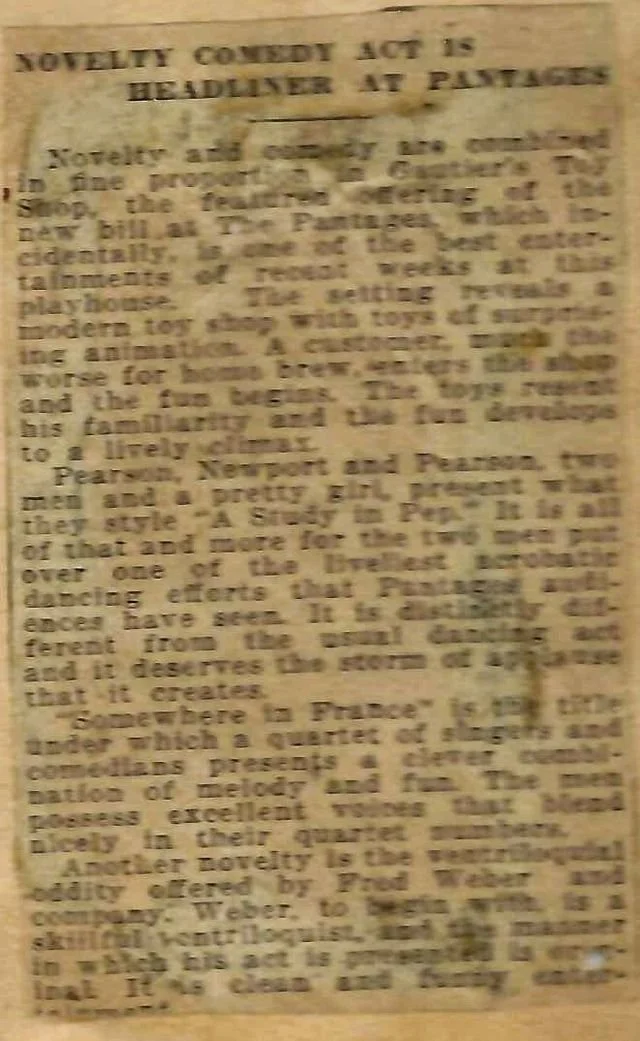 NOVELTY COMEDY ACT IS
HEADLINER AT PANTAGES
Novelty and comedy are combined
in fine proportion in Gautier's Toy
Shop, the featured offering of the
new bill at The Pantages, which in-
cidentally, is one of the best enter-
tainments of recent weeks at this
playhouse. The setting reveals a
modern toy shop with toys of surpris-
ing animation. A customer, much the
worse for home brew, enters the shop
and the fun begins. The toys resent
his familiarity and the fun develops
to a lively climax.
Pearson, Newport and Pearson, two
men and a pretty girl, present what
they style "A Study in Pep." It is all
of that and more for the two men put
over one of the liveliest acrobatic
dancing efforts that Pantages audi-
ences have seen. It is distinctly dif-
ferent from the usual dancing act
and it deserves the storm of applause
that it creates.
"Somewhere in France" is the title
under which a quartet of singers and
comedians presents a clever combi-
nation of melody and fun. The men
possess excellent voices that blend
nicely in their quartet numbers.
Another novelty is the ventriloquial
oddity offered by Fred Weber and
company. Weber, to begin with, is a
skillful ventriloquist, and the manner
in which his act is presented is orig-
inal. It is clean and funny enter-
tainment.